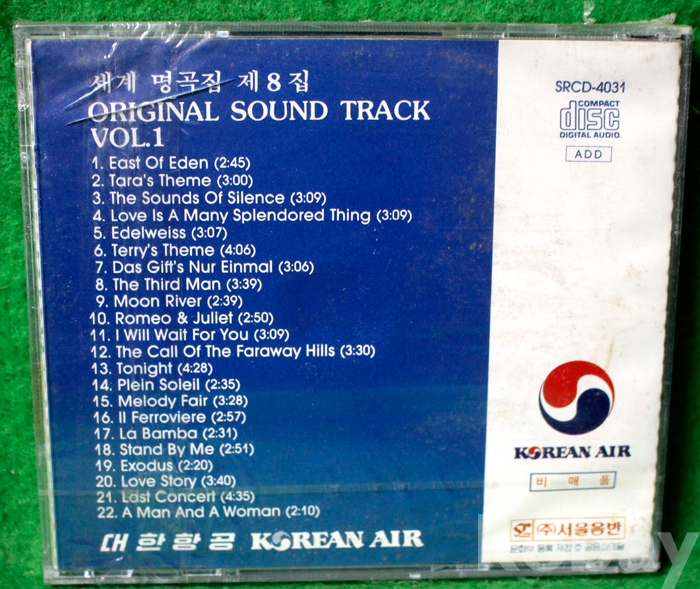 세계 명곡집 제 8 집
ORIGINAL SOUND TRACK
VOL.1
1. East Of Eden (2:45)
2. Tara's Theme (3:00)
3. The Sounds Of Silence (3:09)
4. Love Is A Many Splendored Thing (3:09)
5. Edelweiss (3:07)
6. Terry's Theme (4:06)
7. Das Gift's Nur Einmal (3:06)
8. The Third Man (3:39)
9. Moon River (2:39)
10. Romeo & Juliet (2:50)
11. I Will Wait For You (3:09)
12. The Call Of The Faraway Hills (3:30)
13. Tonight (4:28)
14. Plein Soleil (2:35)
15. Melody Fair (3:28)
16. Il Ferroviere (2:57)
17. La Bamba (2:31)
18. Stand By Me (2:51)
19. Exodus (2:20)
20. Love Story (3:40)
21. Last Concert (4:35)
22. A Man And A Woman (2:10)
대한항공 KOREAN AIR
SRCD-4031
COMPACT
disc
DIGITAL AUDIO
ADD
KOREAN AIR
비 매 품
(주)서울음반